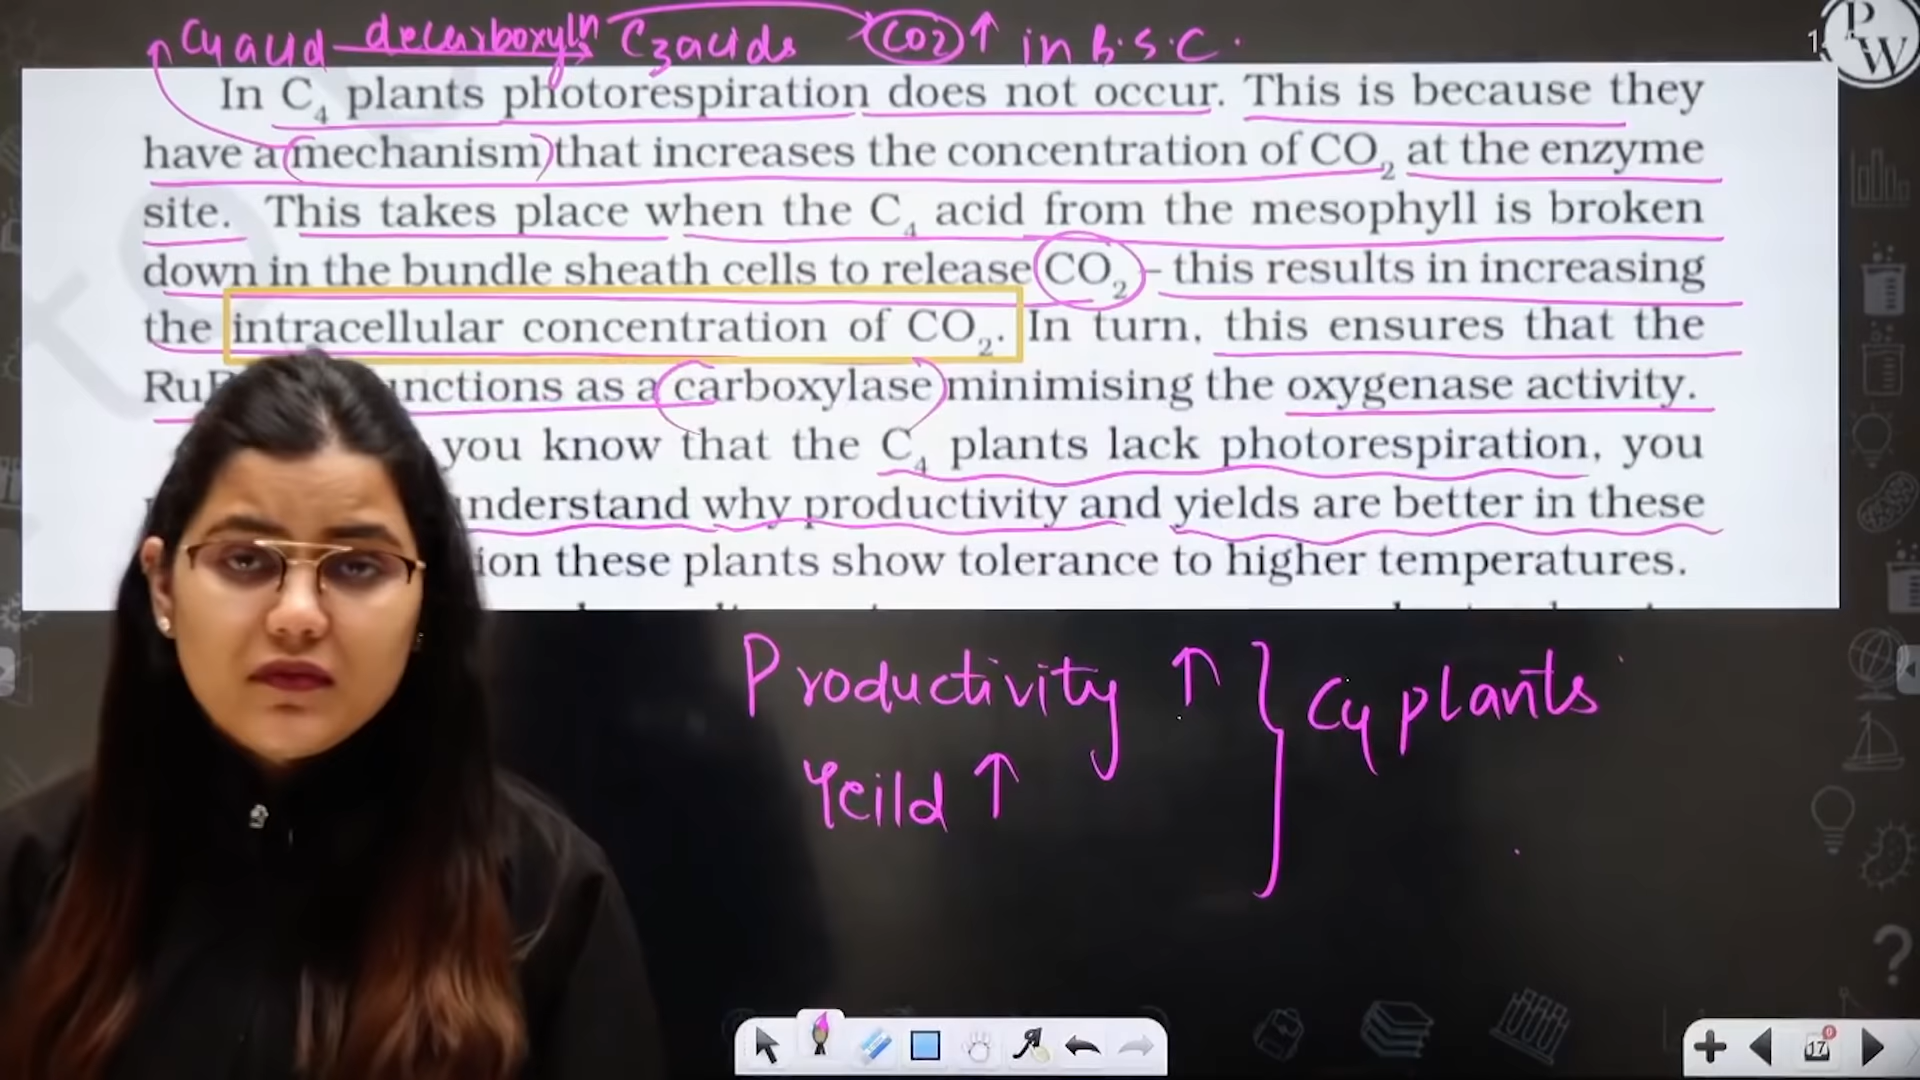 C4 acid decarboxyln C3acids CO2 ↑ in B.S.C.
PW
In C4 plants photorespiration does not occur. This is because they
have a mechanism that increases the concentration of CO2 at the enzyme
site. This takes place when the C4 acid from the mesophyll is broken
down in the bundle sheath cells to release CO2 – this results in increasing
the intracellular concentration of CO2. In turn, this ensures that the
unctions as a carboxylase minimising the oxygenase activity.
you know that the C4 plants lack photorespiration, you
nderstand why productivity and yields are better in these
ion these plants show tolerance to higher temperatures.
Productivity ↑ } C4 plants
Yeild ↑
17